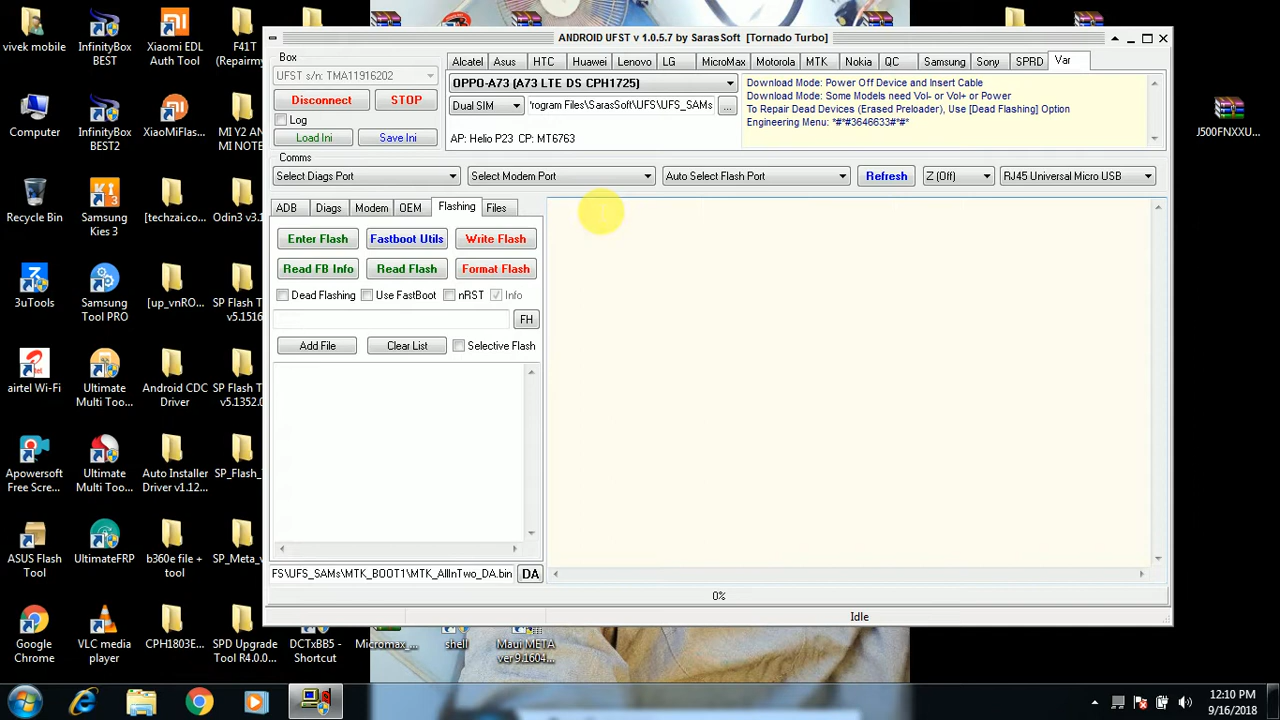 vivek mobile
InfinityBox
BEST
Xiaomi EDL
Auth Tool
F41T
(Repairmy
Computer
InfinityBox
BEST2
XiaoMiFlas...
MI Y2 AN
MI NOTE
Recycle Bin
Samsung
Kies 3
[techzai.co...
Odin3 v3.1
3uTools
Samsung
Tool PRO
[up_vnRO...
SP Flash T
v5.1516
airtel Wi-Fi
Ultimate
Multi Too...
Android CDC
Driver
SP Flash T
v5.1352.0
Apowersoft
Free Scre...
Ultimate
Multi Too...
Auto Installer
Driver v1.12...
SP_Flash_
ASUS Flash
Tool
UltimateFRP
b360e file +
tool
SP_Meta_v
Google
Chrome
VLC media
player
CPH1803E...
SPD Upgrade
Tool R4.0.0...
DCTxBB5 -
Shortcut
Micromax_...
shell
Maui META
ver 9.1604...
J500FNXXU...
ANDROID UFST v 1.0.5.7 by SarasSoft [Tornado Turbo]
Box
UFST s/n: TMA11916202
Disconnect
STOP
Log
Load Ini
Save Ini
Alcatel
Asus
HTC
Huawei
Lenovo
LG
MicroMax
Motorola
MTK
Nokia
QC
Samsung
Sony
SPRD
Var
OPPO-A73 (A73 LTE DS CPH1725)
Dual SIM
'rogram Files\SarasSoft\UFS\UFS_SAMs
...
AP: Helio P23 CP: MT6763
Download Mode: Power Off Device and Insert Cable
Download Mode: Some Models need Vol- or Vol+ or Power
To Repair Dead Devices (Erased Preloader), Use [Dead Flashing] Option
Engineering Menu: *#*#3646633#*#*
Comms
Select Diags Port
Select Modem Port
Auto Select Flash Port
Refresh
Z (Off)
RJ45 Universal Micro USB
ADB
Diags
Modem
OEM
Flashing
Files
Enter Flash
Fastboot Utils
Write Flash
Read FB Info
Read Flash
Format Flash
Dead Flashing
Use FastBoot
nRST
Info
FH
Add File
Clear List
Selective Flash
FS\UFS_SAMs\MTK_BOOT1\MTK_AllInTwo_DA.bin
DA
0%
Idle
12:10 PM
9/16/2018